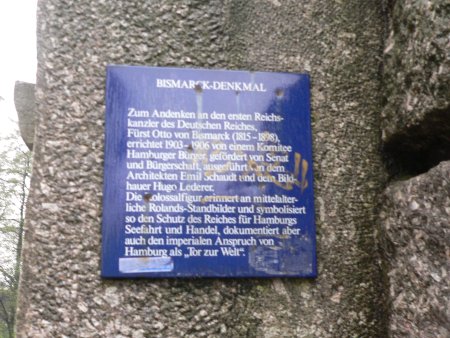 BISMARCK-DENKMAL
Zum Andenken an den ersten Reichs-
kanzler des Deutschen Reiches,
Fürst Otto von Bismarck (1815-1898),
errichtet 1903-1906 von einem Komitee
Hamburger Bürger, gefördert von Senat
und Bürgerschaft, ausgeführt von dem
Architekten Emil Schaudt und dem Bild-
hauer Hugo Lederer.
Die Kolossalfigur erinnert an mittelalter-
liche Rolands-Standbilder und symbolisiert
so den Schutz des Reiches für Hamburgs
Seefahrt und Handel, dokumentiert aber
auch den imperialen Anspruch von
Hamburg als „Tor zur Welt“.